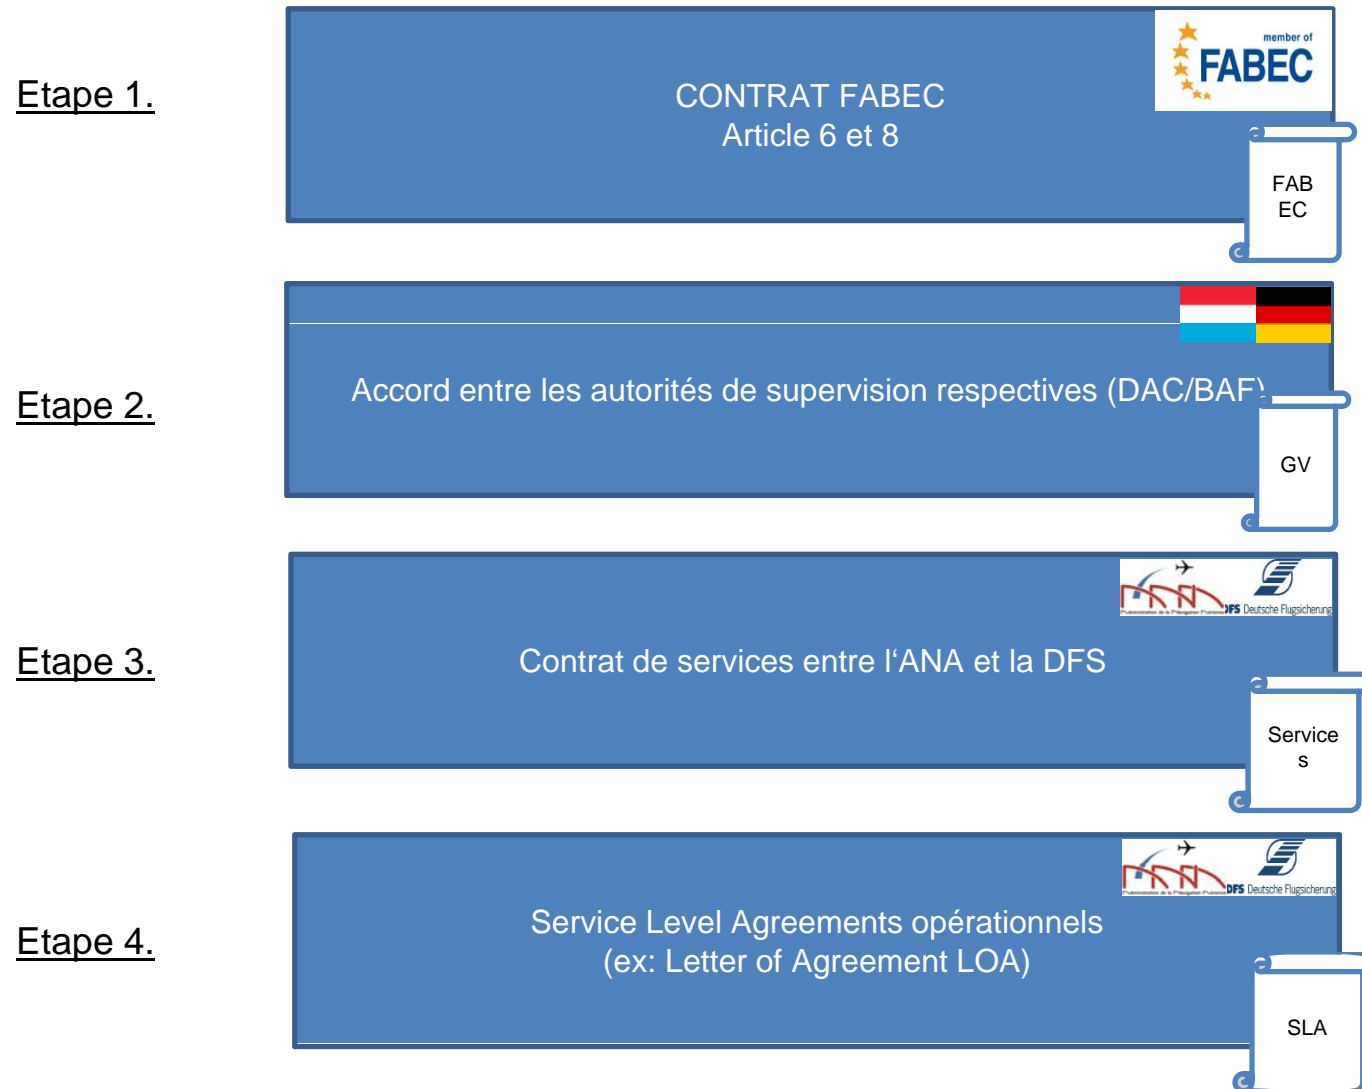 Etape 1.
CONTRAT FABEC
Article 6 et 8
member of
FABEC
FAB
EC
Etape 2.
Accord entre les autorités de supervision respectives (DAC/BAF)
GV
Etape 3.
Contrat de services entre l‘ANA et la DFS
DFS Deutsche Flugsicherung
Service
s
Etape 4.
Service Level Agreements opérationnels
(ex: Letter of Agreement LOA)
DFS Deutsche Flugsicherung
SLA